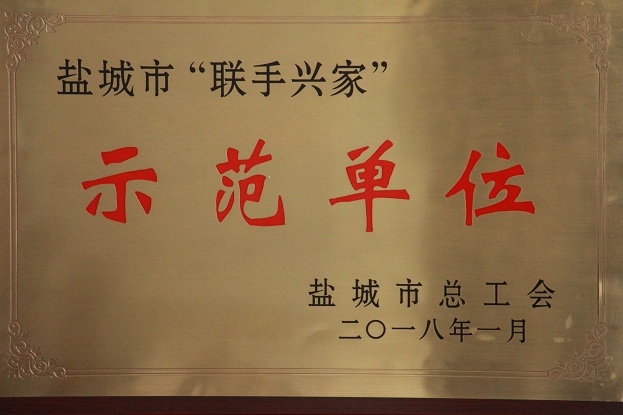 盐城市“联手兴家”
示范单位
盐城市总工会
二〇一八年一月